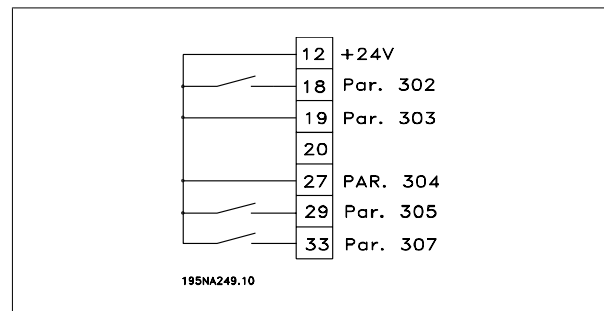 12 +24V
18 Par. 302
19 Par. 303
20
27 PAR. 304
29 Par. 305
33 Par. 307
195NA249.10